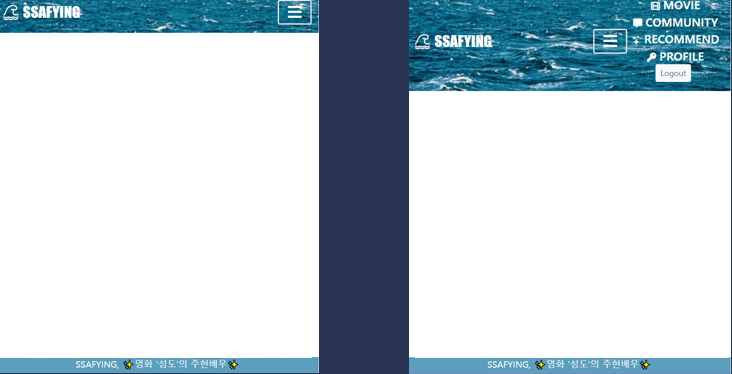 SSAFYING
SSAFYING, ✨영화 '성도'의 주현배우✨
MOVIE
COMMUNITY
SSAFYING
RECOMMEND
PROFILE
Logout
SSAFYING, ✨영화 '성도'의 주현배우✨